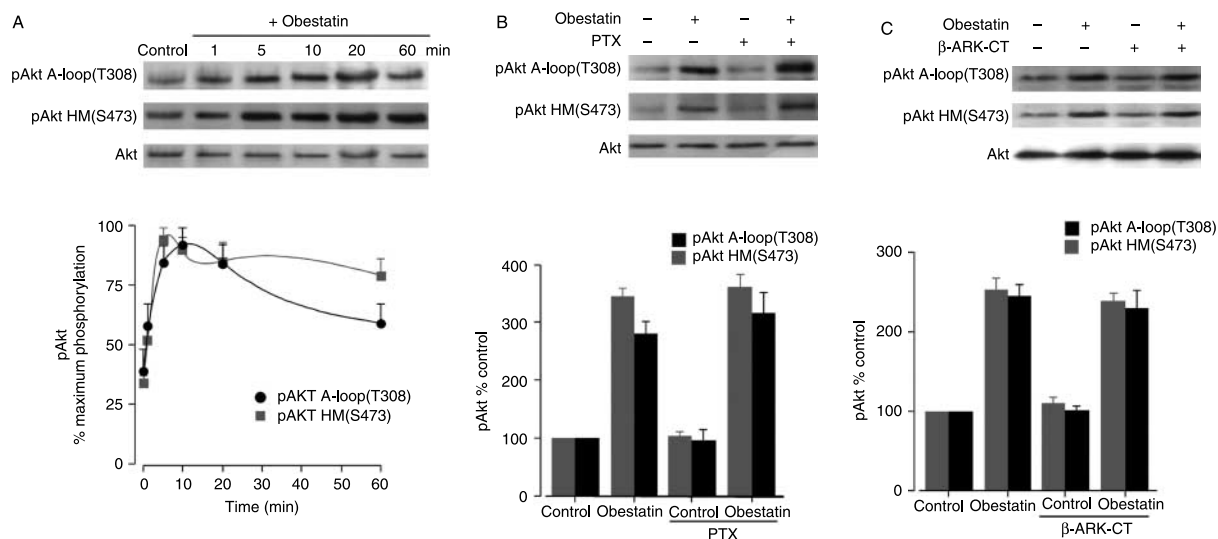 A
+ Obestatin
Control 1 5 10 20 60 min
pAkt A-loop(T308)
pAkt HM(S473)
Akt
100
75
50
25
0
pAkt
% maximum phosphorylation
pAKT A-loop(T308)
pAKT HM(S473)
0 10 20 30 40 50 60
Time (min)
B
Obestatin – + – +
PTX – – + +
pAkt A-loop(T308)
pAkt HM(S473)
Akt
pAkt A-loop(T308)
pAkt HM(S473)
400
300
200
100
0
pAkt % control
Control Obestatin Control Obestatin
PTX
C
Obestatin – + – +
β-ARK-CT – – + +
pAkt A-loop(T308)
pAkt HM(S473)
Akt
pAkt A-loop(T308)
pAkt HM(S473)
300
200
100
0
pAkt % control
Control Obestatin Control Obestatin
β-ARK-CT